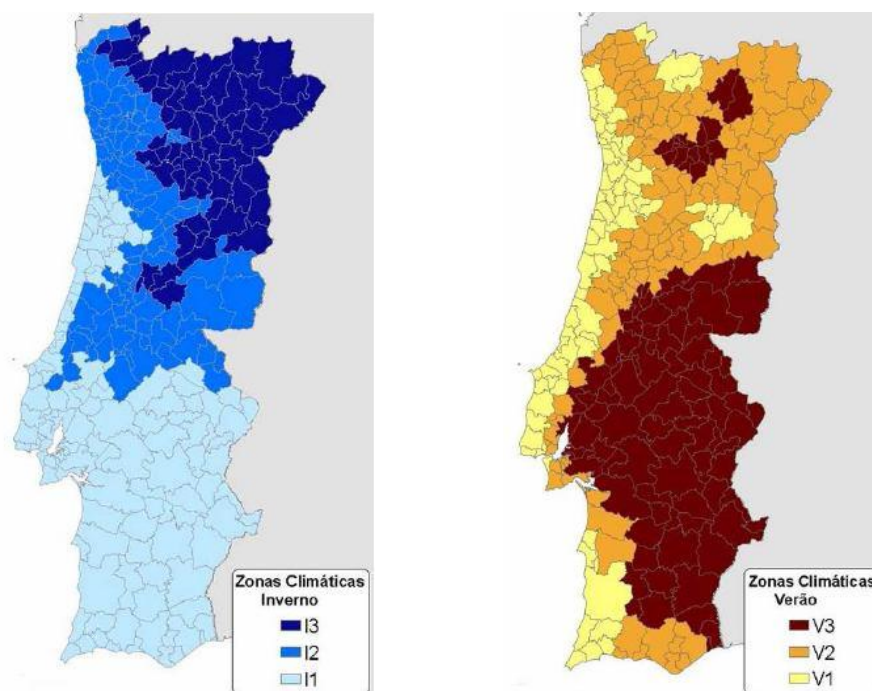 Zonas Climáticas
Inverno
I3
I2
I1
Zonas Climáticas
Verão
V3
V2
V1